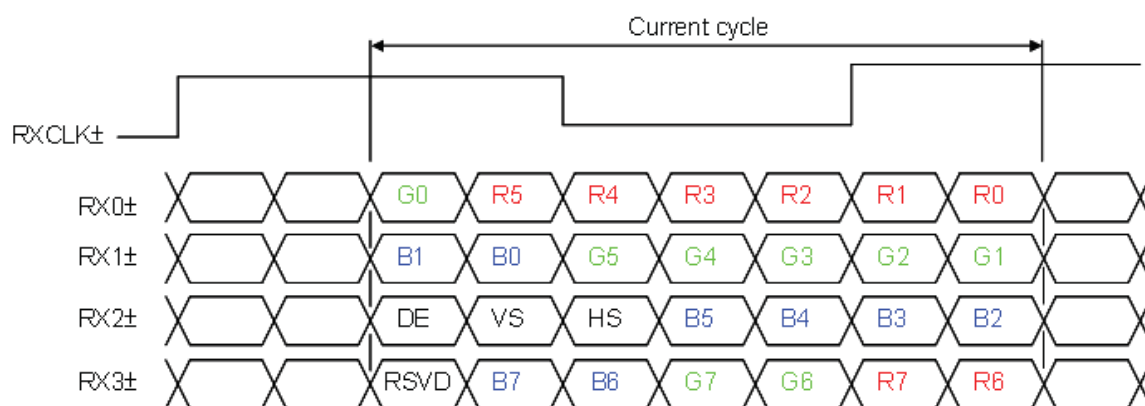 Current cycle
RXCLK±
RX0± G0 R5 R4 R3 R2 R1 R0
RX1± B1 B0 G5 G4 G3 G2 G1
RX2± DE VS HS B5 B4 B3 B2
RX3± RSVD B7 B6 G7 G6 R7 R6